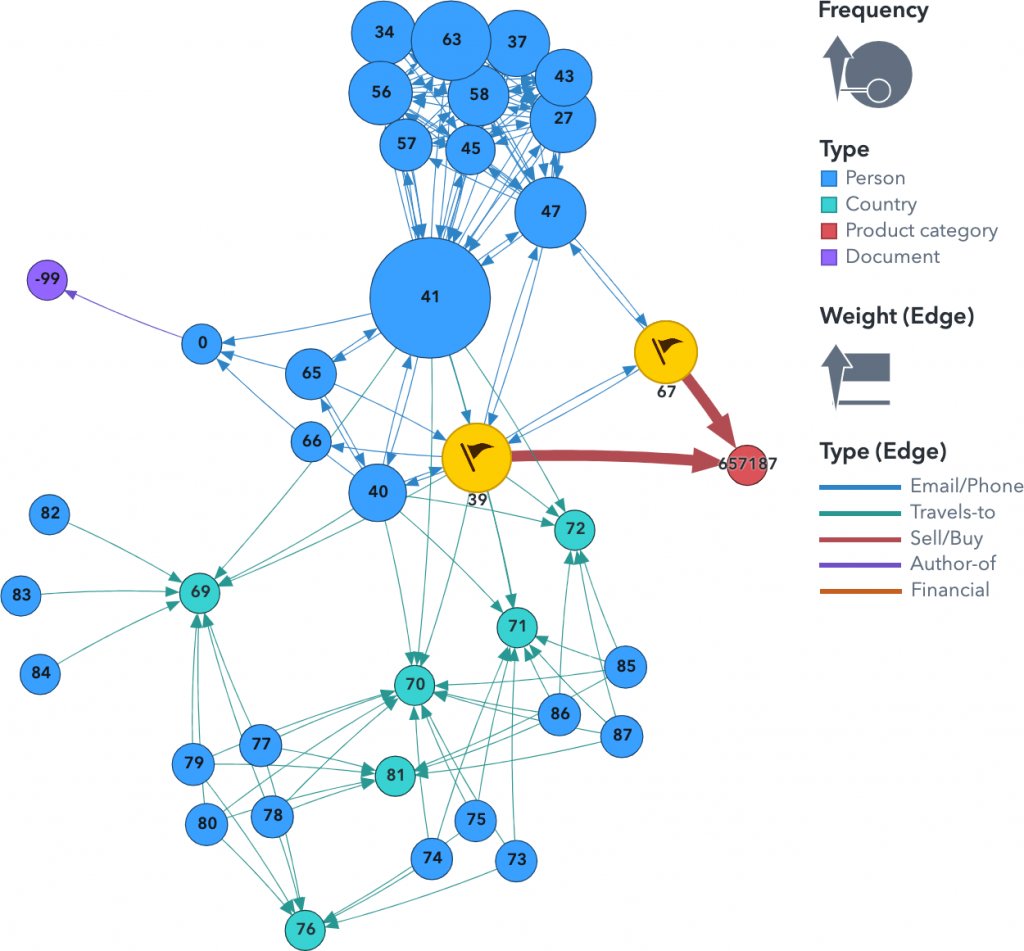 34
63
37
43
56
58
27
57
45
47
41
-99
0
65
67
66
657187
40
39
82
72
83
69
71
84
85
70
86
87
77
79
81
78
80
75
74
73
76
Frequency
Type
Person
Country
Product category
Document
Weight (Edge)
Type (Edge)
Email/Phone
Travels-to
Sell/Buy
Author-of
Financial